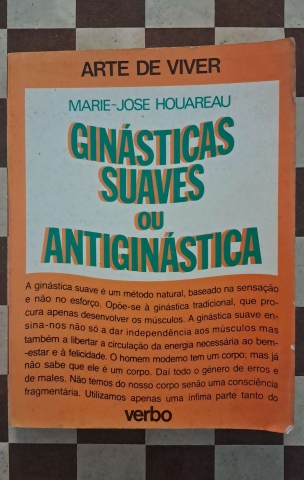 ARTE DE VIVER
MARIE-JOSE HOUAREAU
GINÁSTICAS
SUAVES
OU
ANTIGINÁSTICA
A ginástica suave é um método natural, baseado na sensação
e não no esforço. Opõe-se à ginástica tradicional, que pro-
cura apenas desenvolver os músculos. A ginástica suave en-
sina-nos não só a dar independência aos músculos mas
também a libertar a circulação da energia necessária ao bem-
-estar e à felicidade. O homem moderno tem um corpo; mas já
não sabe que ele é um corpo. Daí todo o género de erros e
de males. Não temos do nosso corpo senão uma consciência
fragmentária. Utilizamos apenas uma ínfima parte tanto do
verbo